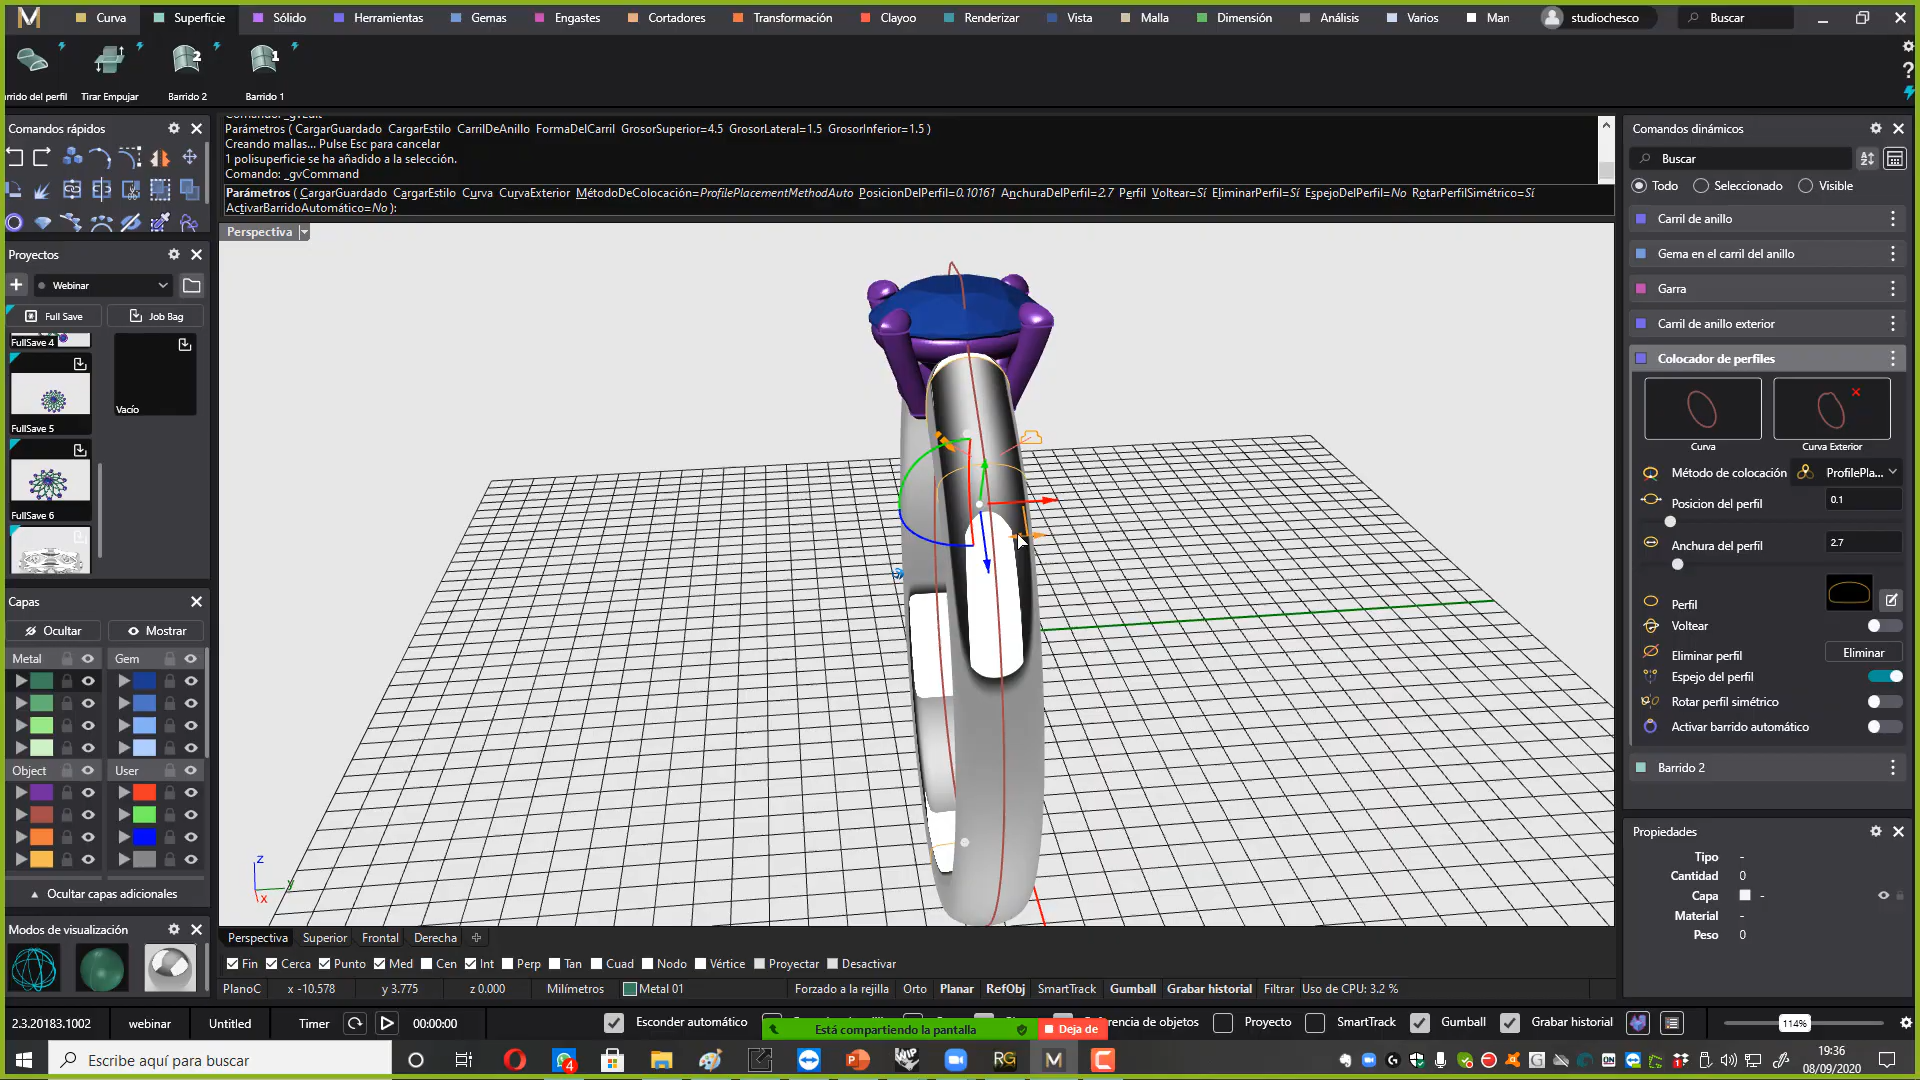 Curva
Superficie
Sólido
Herramientas
Gemas
Engastes
Cortadores
Transformación
Clayoo
Renderizar
Vista
Malla
Dimensión
Análisis
Varios
Man
studiochesco
Buscar
rrido del perfil
Tirar Empujar
Barrido 2
Barrido 1
Comandos rápidos
Parámetros ( CargarGuardado CargarEstilo CarrilDeAnillo FormaDelCarril GrosorSuperior=4.5 GrosorLateral=1.5 GrosorInferior=1.5 )
Creando mallas... Pulse Esc para cancelar
1 polisuperficie se ha añadido a la selección.
Comando: _gvCommand
Parámetros ( CargarGuardado CargarEstilo Curva CurvaExterior MétodoDeColocación=ProfilePlacementMethodAuto PosicionDelPerfil=0.10161 AnchuraDelPerfil=2.7 Perfil Voltear=Sí EliminarPerfil=Sí EspejoDelPerfil=No RotarPerfilSimétrico=Sí
ActivarBarridoAutomático=No ):
Perspectiva
Proyectos
Webinar
Full Save
Job Bag
FullSave 4
Vacío
FullSave 5
FullSave 6
Capas
Ocultar
Mostrar
Metal
Gem
Object
User
Ocultar capas adicionales
Modos de visualización
z
y
x
Comandos dinámicos
Buscar
Todo
Seleccionado
Visible
Carril de anillo
Gema en el carril del anillo
Garra
Carril de anillo exterior
Colocador de perfiles
Curva
Curva Exterior
Método de colocación
ProfilePla...
Posicion del perfil
0.1
Anchura del perfil
2.7
Perfil
Voltear
Eliminar perfil
Eliminar
Espejo del perfil
Rotar perfil simétrico
Activar barrido automático
Barrido 2
Propiedades
Tipo -
Cantidad 0
Capa -
Material -
Peso 0
Perspectiva
Superior
Frontal
Derecha
Fin Cerca Punto Med Cen Int Perp Tan Cuad Nodo Vértice Proyectar Desactivar
PlanoC x -10.578 y 3.775 z 0.000 Milímetros Metal 01 Forzado a la rejilla Orto Planar RefObj SmartTrack Gumball Grabar historial Filtrar Uso de CPU: 3.2 %
2.3.20183.1002 webinar Untitled Timer 00:00:00 Esconder automático
Está compartiendo la pantalla
Deja de
erencia de objetos Proyecto SmartTrack Gumball Grabar historial 114%
Escribe aquí para buscar
4
RG
ON
19:36
08/09/2020